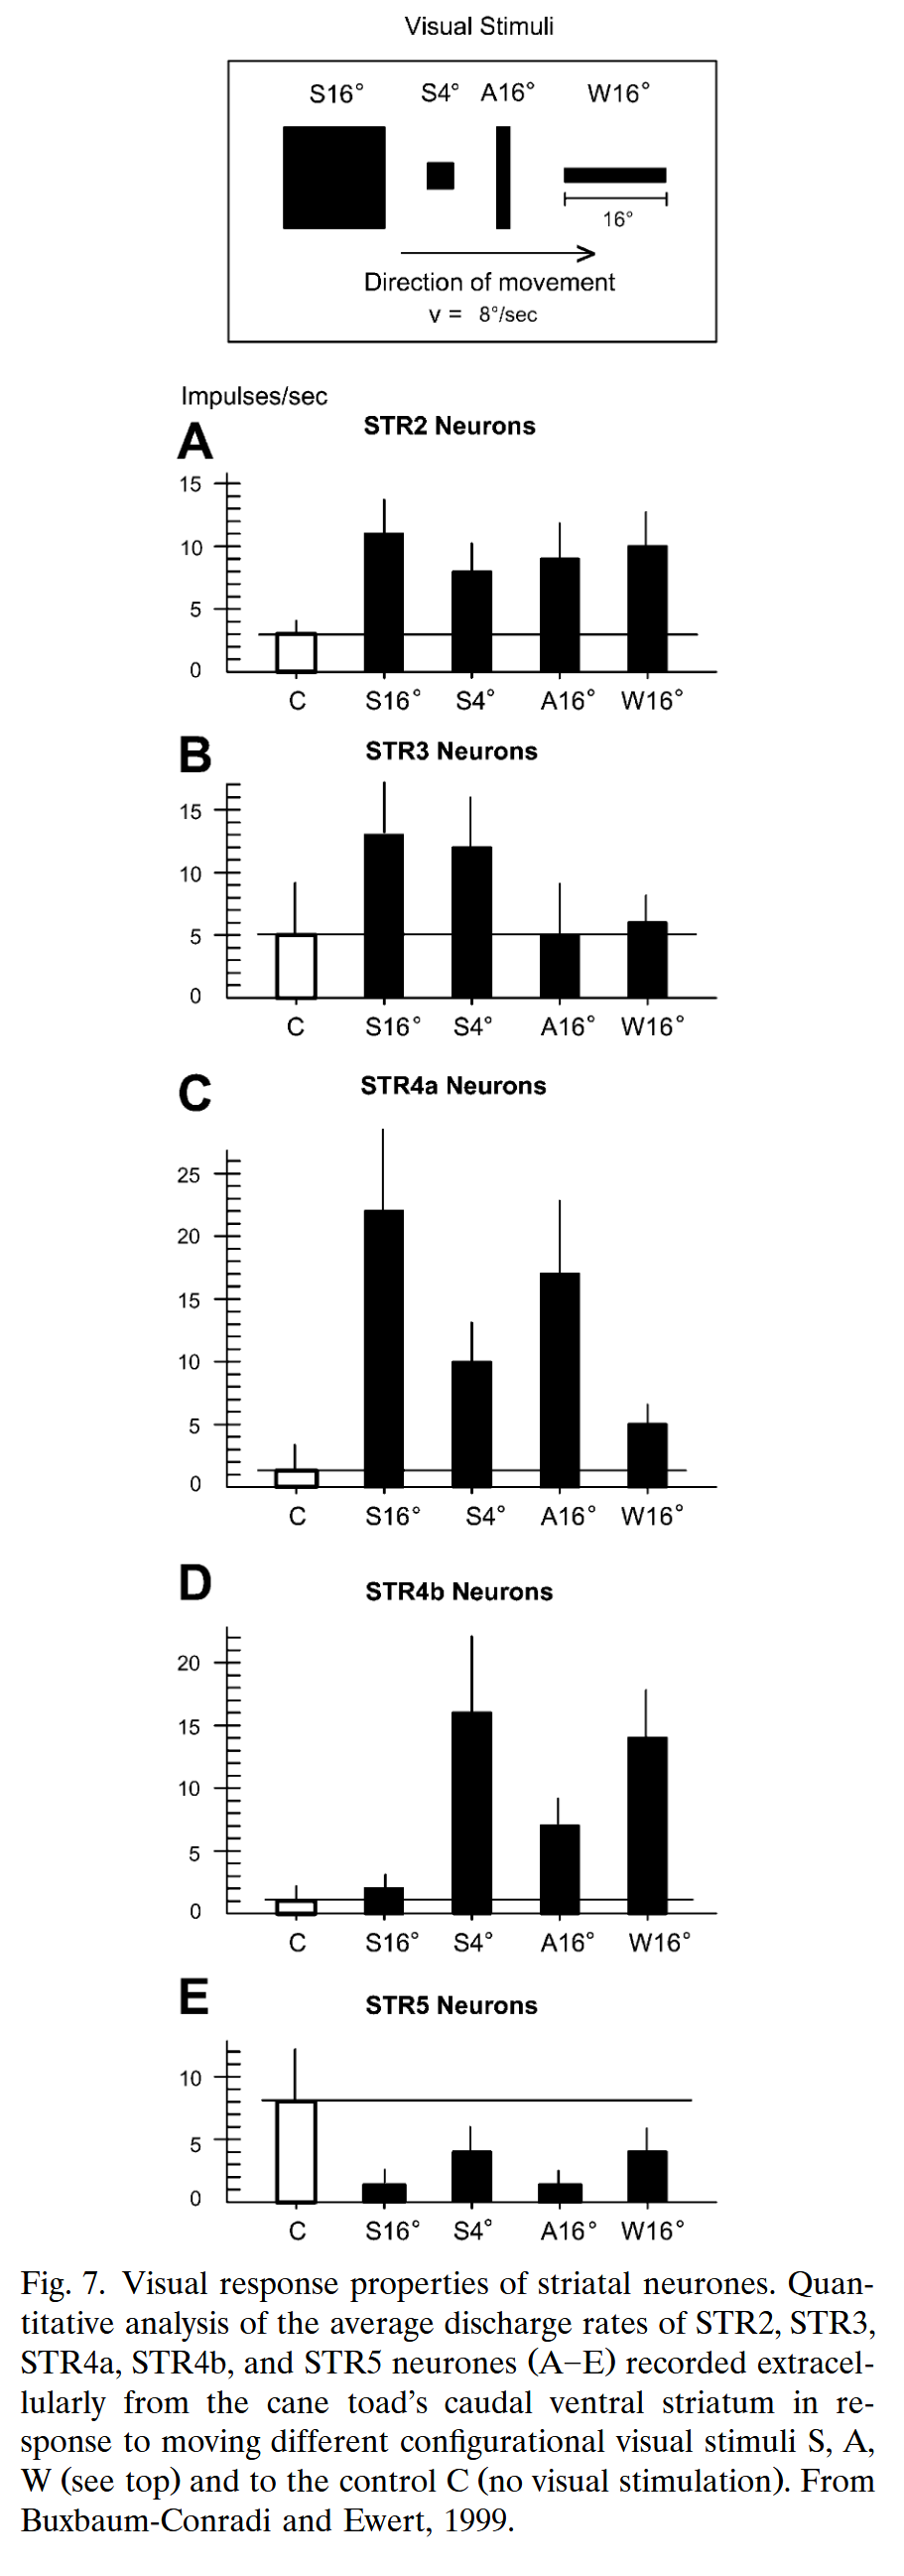 Visual Stimuli
S16° S4° A16° W16°
16°
Direction of movement
v = 8°/sec
Impulses/sec
A
STR2 Neurons
15
10
5
0
C S16° S4° A16° W16°
B
STR3 Neurons
15
10
5
0
C S16° S4° A16° W16°
C
STR4a Neurons
25
20
15
10
5
0
C S16° S4° A16° W16°
D
STR4b Neurons
20
15
10
5
0
C S16° S4° A16° W16°
E
STR5 Neurons
10
5
0
C S16° S4° A16° W16°
Fig. 7. Visual response properties of striatal neurones. Quan-
titative analysis of the average discharge rates of STR2, STR3,
STR4a, STR4b, and STR5 neurones (A–E) recorded extracel-
lularly from the cane toad's caudal ventral striatum in re-
sponse to moving different configurational visual stimuli S, A,
W (see top) and to the control C (no visual stimulation). From
Buxbaum-Conradi and Ewert, 1999.